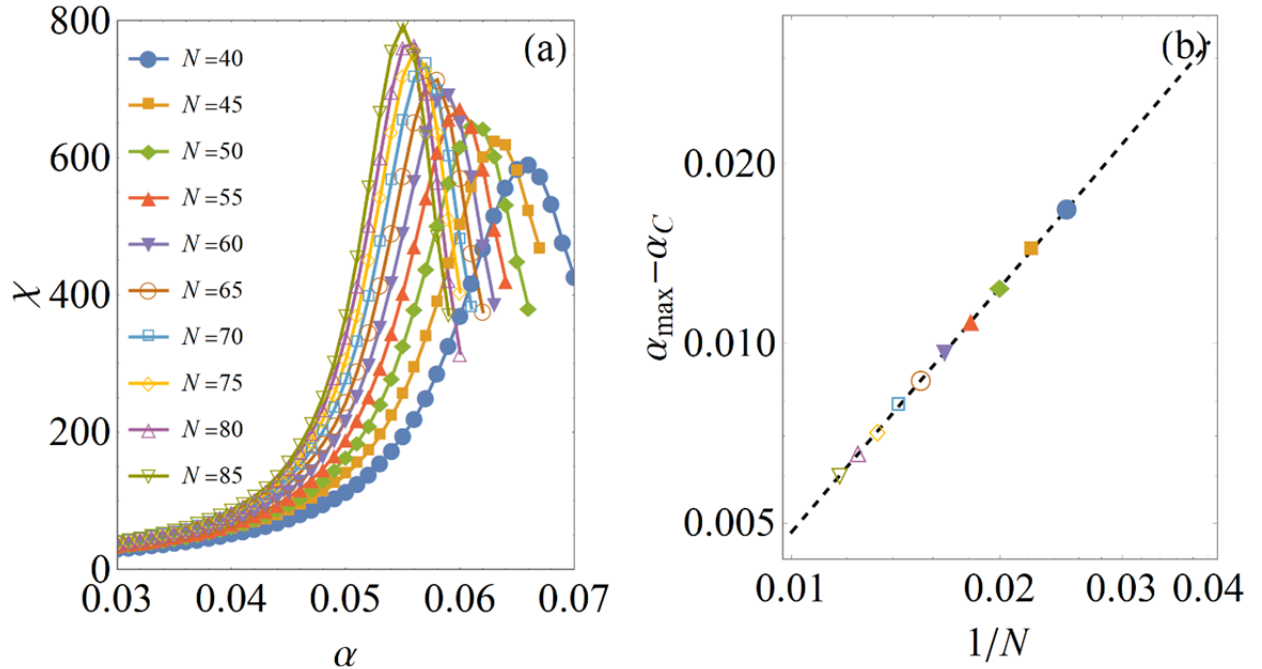 (a)
800
600
400
200
0
χ
N=40
N=45
N=50
N=55
N=60
N=65
N=70
N=75
N=80
N=85
0.03 0.04 0.05 0.06 0.07
α
(b)
0.020
0.010
0.005
α_max−α_C
0.01 0.02 0.03 0.04
1/N